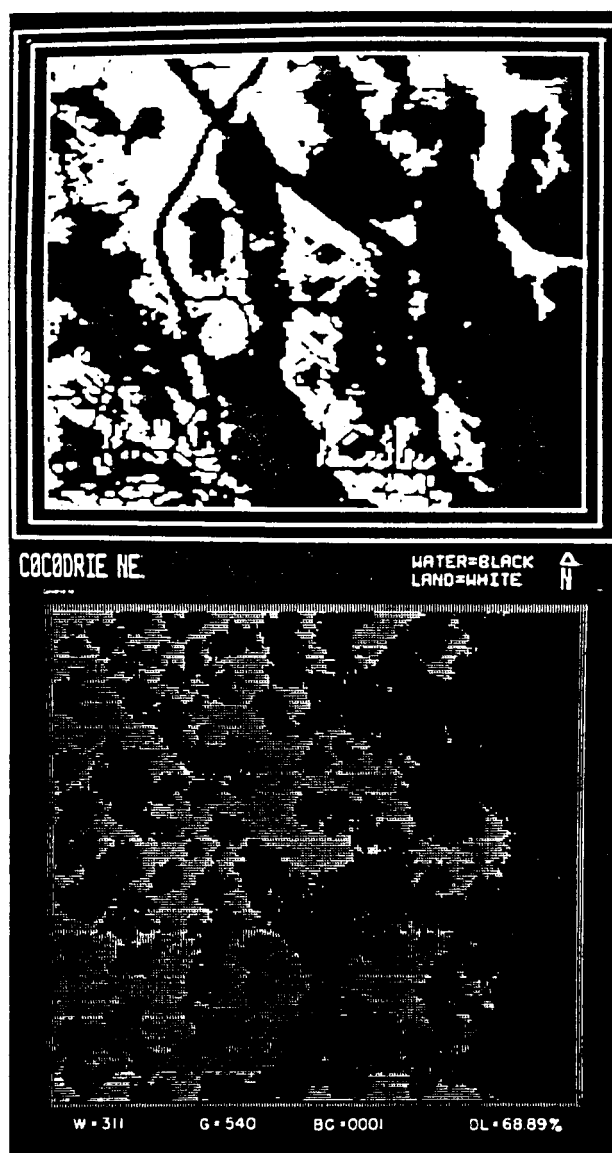 C0C0DRIE NE.
WATER=BLACK
LAND=WHITE
N
W = 311 G = 540 BC = 0001 DL = 68.89%